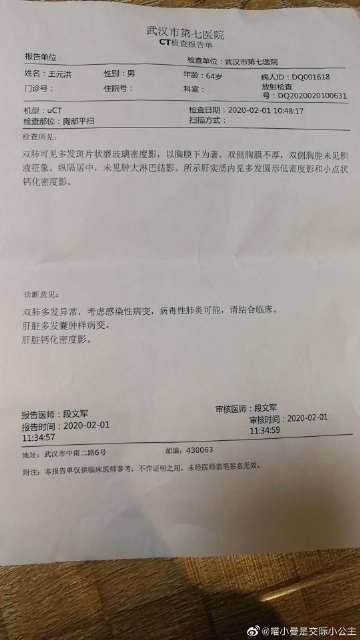 武汉市第七医院
CT检查报告单
报告单位 检查单位：武汉市第七医院
姓名：王元洪 性别：男 年龄：64岁 病人ID：DQ001618
门诊号： 住院号： 科室： 放射检查
号：DQ2020020100631
机型：uCT 检查日期：2020-02-01 10:48:17
检查部位：胸部平扫 扫描方式：
检查所见：
双肺可见多发斑片状磨玻璃密度影，以胸膜下为著。双侧胸膜不厚，双侧胸腔未见积
液征象。纵隔居中，未见肿大淋巴结影。所示肝实质内见多发圆形低密度影和小点状
钙化密度影。
诊断意见：
双肺多发异常，考虑感染性病变，病毒性肺炎可能，请结合临床。
肝脏多发囊肿样病变。
肝脏钙化密度影。
报告医师：段文军 审核医师：段文军
报告时间：2020-02-01 审核时间：2020-02-01
11:34:57 11:34:59
地址：武汉市中南二路6号 邮编：430063
附注：本报告单仅供临床医师参考，不作证明之用，未经医师亲笔签名无效。
@喵小曼是交际小公主